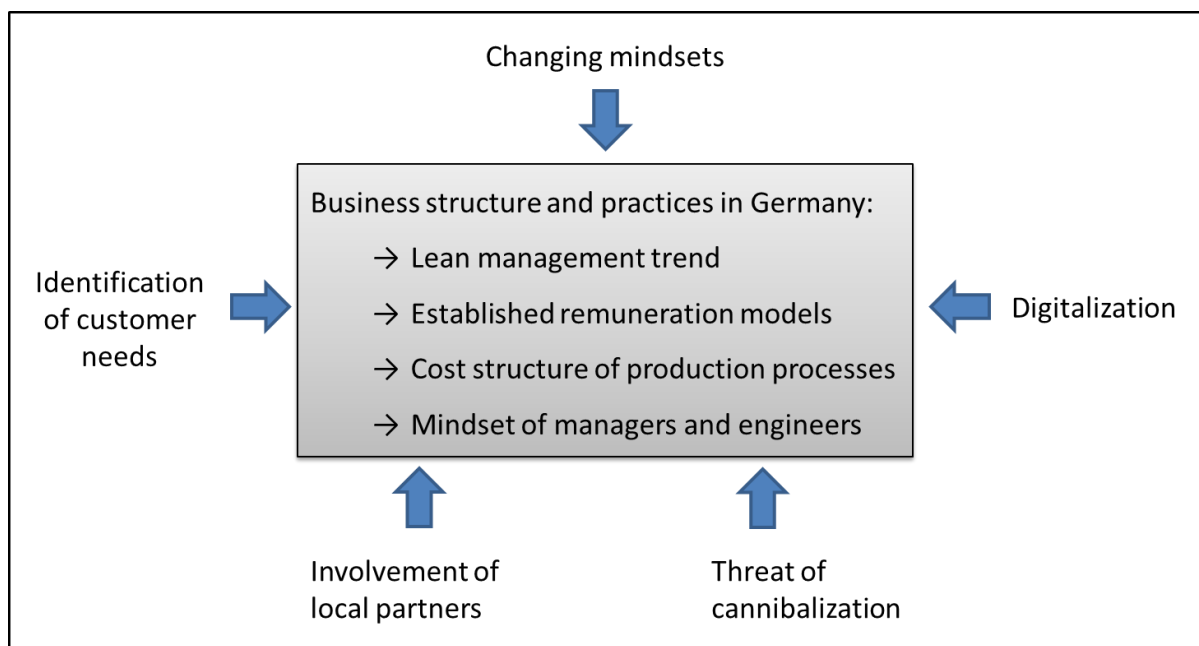 Changing mindsets
Business structure and practices in Germany:
→ Lean management trend
→ Established remuneration models
→ Cost structure of production processes
→ Mindset of managers and engineers
Identification
of customer
needs
Digitalization
Involvement of
local partners
Threat of
cannibalization